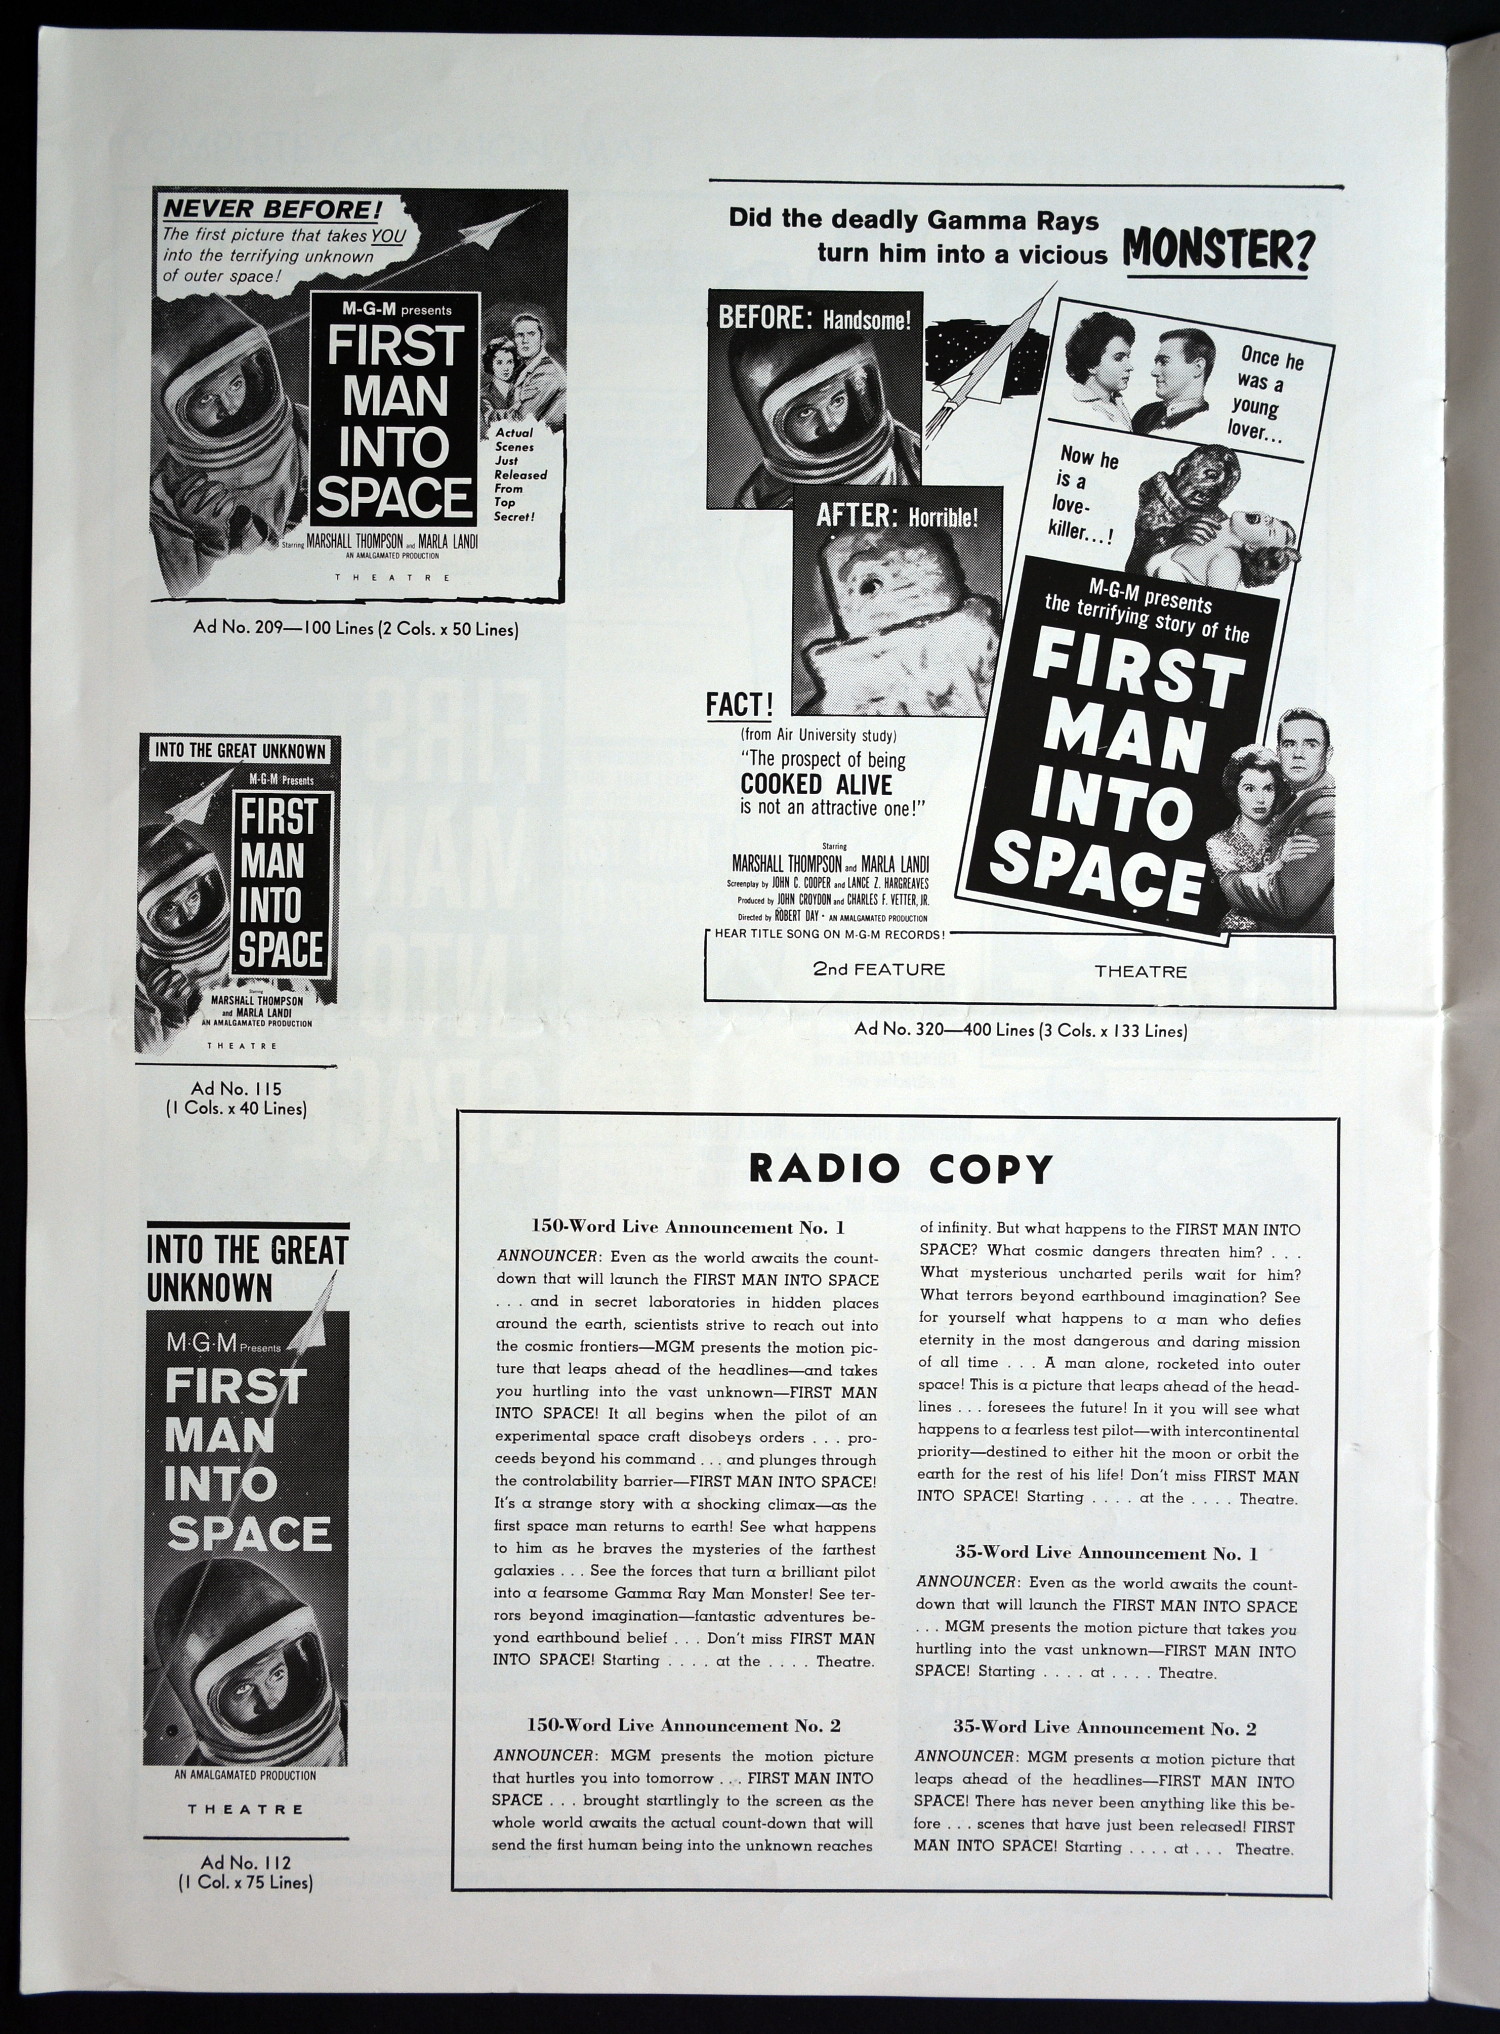 NEVER BEFORE!
The first picture that takes YOU
into the terrifying unknown
of outer space!
M-G-M presents
FIRST
MAN
INTO
SPACE
Actual
Scenes
Just
Released
From
Top
Secret!
Starring MARSHALL THOMPSON and MARLA LANDI
AN AMALGAMATED PRODUCTION
THEATRE
Ad No. 209—100 Lines (2 Cols. x 50 Lines)
INTO THE GREAT UNKNOWN
M-G-M Presents
FIRST
MAN
INTO
SPACE
Starring
MARSHALL THOMPSON
and MARLA LANDI
AN AMALGAMATED PRODUCTION
THEATRE
Ad No. 115
(1 Cols. x 40 Lines)
INTO THE GREAT
UNKNOWN
M·G·M Presents
FIRST
MAN
INTO
SPACE
AN AMALGAMATED PRODUCTION
THEATRE
Ad No. 112
(1 Col. x 75 Lines)
Did the deadly Gamma Rays
turn him into a vicious MONSTER?
BEFORE: Handsome!
AFTER: Horrible!
Once he
was a
young
lover...
Now he
is a
love-
killer...!
M-G-M presents
the terrifying story of the
FIRST
MAN
INTO
SPACE
FACT!
(from Air University study)
"The prospect of being
COOKED ALIVE
is not an attractive one!"
Starring
MARSHALL THOMPSON and MARLA LANDI
Screenplay by JOHN C. COOPER and LANCE Z. HARGREAVES
Produced by JOHN CROYDON and CHARLES F. VETTER, JR.
Directed by ROBERT DAY · AN AMALGAMATED PRODUCTION
HEAR TITLE SONG ON M-G-M RECORDS!
2nd FEATURE THEATRE
Ad No. 320—400 Lines (3 Cols. x 133 Lines)
RADIO COPY
150-Word Live Announcement No. 1
ANNOUNCER: Even as the world awaits the count-
down that will launch the FIRST MAN INTO SPACE
. . . and in secret laboratories in hidden places
around the earth, scientists strive to reach out into
the cosmic frontiers—MGM presents the motion pic-
ture that leaps ahead of the headlines—and takes
you hurtling into the vast unknown—FIRST MAN
INTO SPACE! It all begins when the pilot of an
experimental space craft disobeys orders . . . pro-
ceeds beyond his command . . . and plunges through
the controlability barrier—FIRST MAN INTO SPACE!
It's a strange story with a shocking climax—as the
first space man returns to earth! See what happens
to him as he braves the mysteries of the farthest
galaxies . . . See the forces that turn a brilliant pilot
into a fearsome Gamma Ray Man Monster! See ter-
rors beyond imagination—fantastic adventures be-
yond earthbound belief . . . Don't miss FIRST MAN
INTO SPACE! Starting . . . . at the . . . . Theatre.
150-Word Live Announcement No. 2
ANNOUNCER: MGM presents the motion picture
that hurtles you into tomorrow . . . FIRST MAN INTO
SPACE . . . brought startlingly to the screen as the
whole world awaits the actual count-down that will
send the first human being into the unknown reaches
of infinity. But what happens to the FIRST MAN INTO
SPACE? What cosmic dangers threaten him? . . .
What mysterious uncharted perils wait for him?
What terrors beyond earthbound imagination? See
for yourself what happens to a man who defies
eternity in the most dangerous and daring mission
of all time . . . A man alone, rocketed into outer
space! This is a picture that leaps ahead of the head-
lines . . . foresees the future! In it you will see what
happens to a fearless test pilot—with intercontinental
priority—destined to either hit the moon or orbit the
earth for the rest of his life! Don't miss FIRST MAN
INTO SPACE! Starting . . . . at the . . . . Theatre.
35-Word Live Announcement No. 1
ANNOUNCER: Even as the world awaits the count-
down that will launch the FIRST MAN INTO SPACE
. . . MGM presents the motion picture that takes you
hurtling into the vast unknown—FIRST MAN INTO
SPACE! Starting . . . . at . . . . Theatre.
35-Word Live Announcement No. 2
ANNOUNCER: MGM presents a motion picture that
leaps ahead of the headlines—FIRST MAN INTO
SPACE! There has never been anything like this be-
fore . . . scenes that have just been released! FIRST
MAN INTO SPACE! Starting . . . . at . . . Theatre.